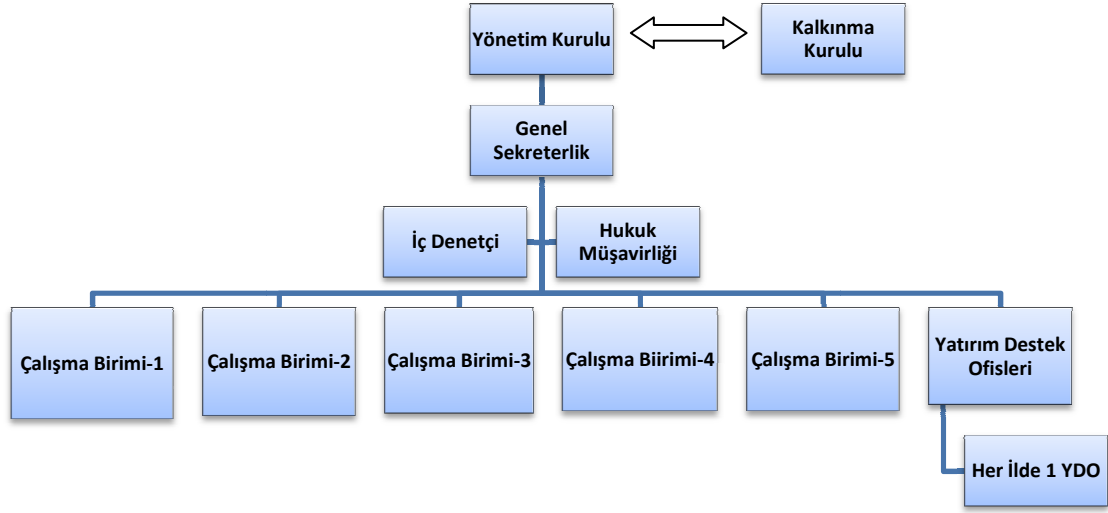 Yönetim Kurulu
Kalkınma
Kurulu
Genel
Sekreterlik
İç Denetçi
Hukuk
Müşavirliği
Çalışma Birimi-1
Çalışma Birimi-2
Çalışma Birimi-3
Çalışma Biirimi-4
Çalışma Birimi-5
Yatırım Destek
Ofisleri
Her İlde 1 YDO